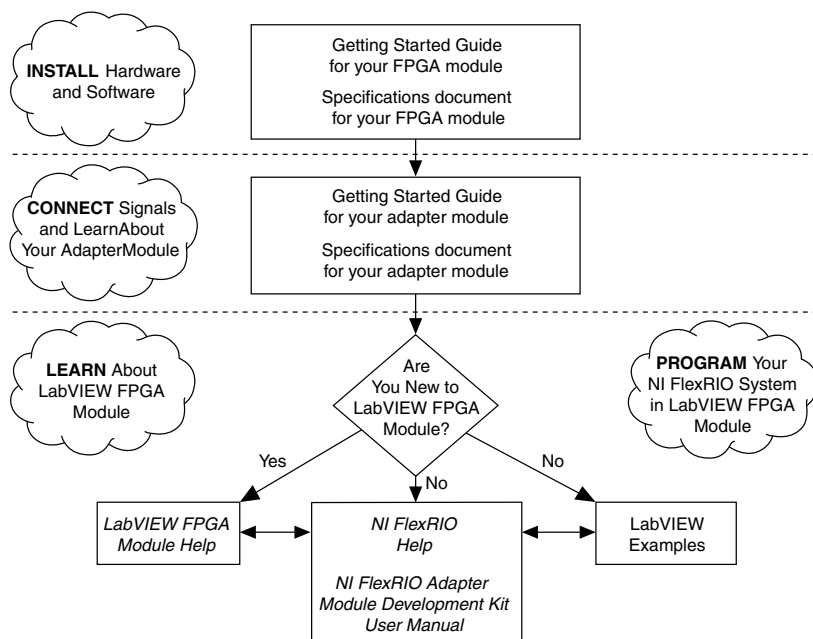 INSTALL Hardware
and Software
Getting Started Guide
for your FPGA module
Specifications document
for your FPGA module
CONNECT Signals
and LearnAbout
Your AdapterModule
Getting Started Guide
for your adapter module
Specifications document
for your adapter module
LEARN About
LabVIEW FPGA
Module
Are
You New to
LabVIEW FPGA
Module?
PROGRAM Your
NI FlexRIO System
in LabVIEW FPGA
Module
Yes
No
No
LabVIEW FPGA
Module Help
NI FlexRIO
Help
NI FlexRIO Adapter
Module Development Kit
User Manual
LabVIEW
Examples